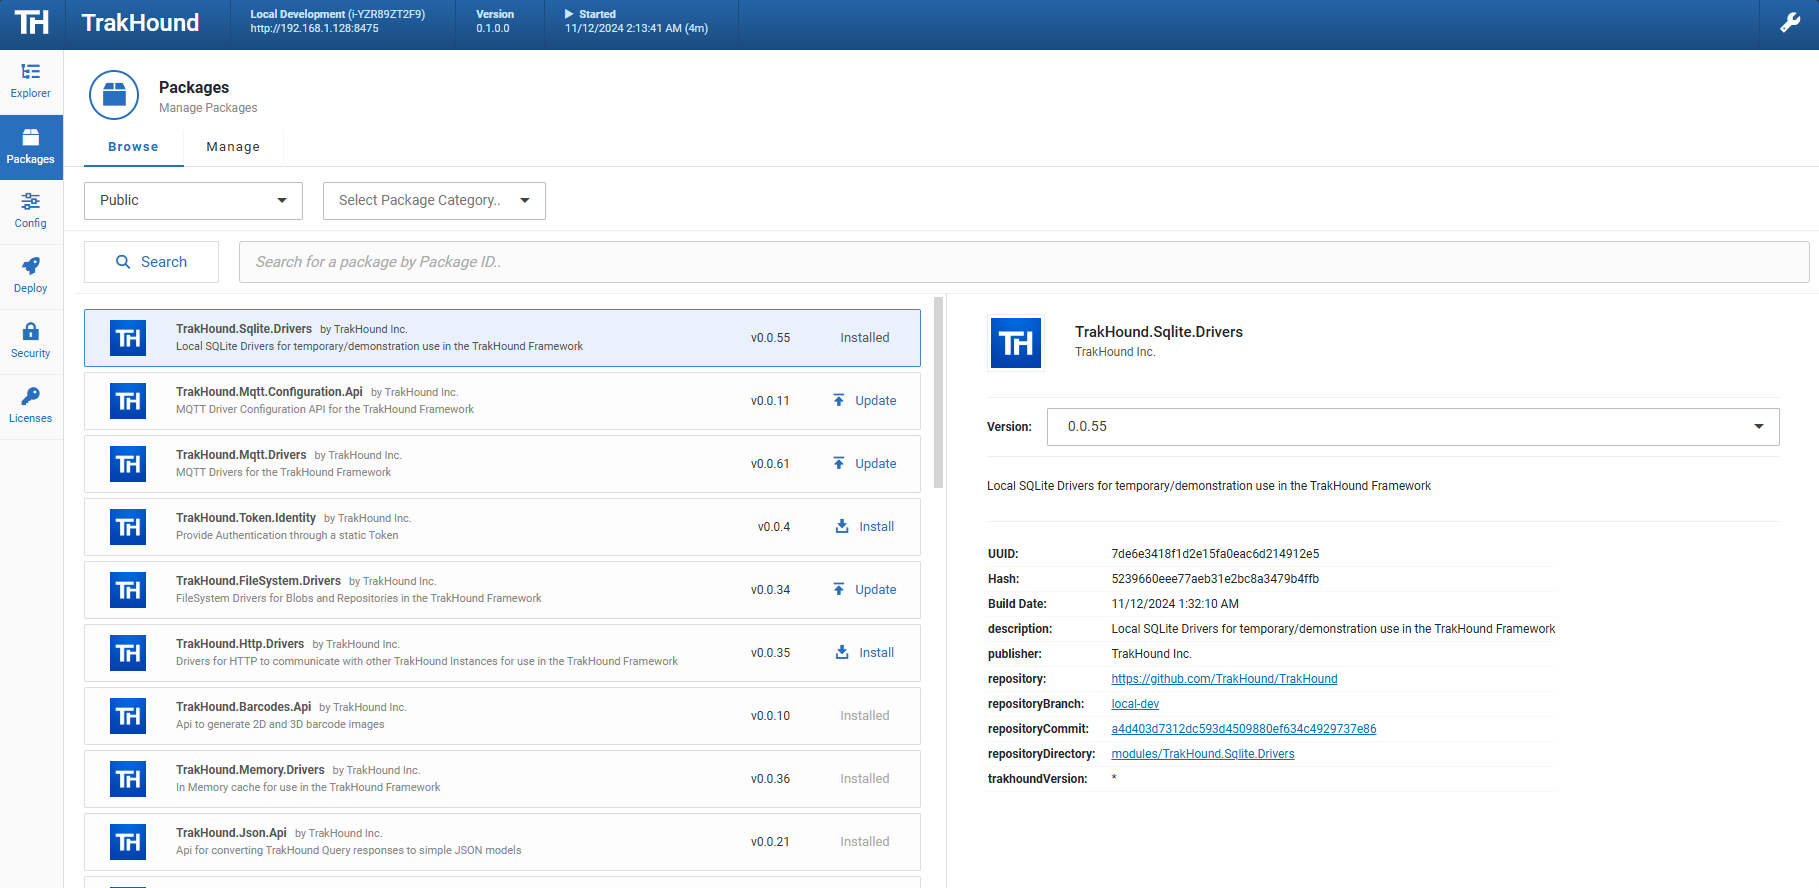 TH
TrakHound
Local Development (i-YZR89ZT2F9)
http://192.168.1.128:8475
Version
0.1.0.0
Started
11/12/2024 2:13:41 AM (4m)
Explorer
Packages
Config
Deploy
Security
Licenses
Packages
Manage Packages
Browse
Manage
Public
Select Package Category..
Search
Search for a package by Package ID..
TH
TrakHound.Sqlite.Drivers by TrakHound Inc.
Local SQLite Drivers for temporary/demonstration use in the TrakHound Framework
v0.0.55
Installed
TH
TrakHound.Mqtt.Configuration.Api by TrakHound Inc.
MQTT Driver Configuration API for the TrakHound Framework
v0.0.11
Update
TH
TrakHound.Mqtt.Drivers by TrakHound Inc.
MQTT Drivers for the TrakHound Framework
v0.0.61
Update
TH
TrakHound.Token.Identity by TrakHound Inc.
Provide Authentication through a static Token
v0.0.4
Install
TH
TrakHound.FileSystem.Drivers by TrakHound Inc.
FileSystem Drivers for Blobs and Repositories in the TrakHound Framework
v0.0.34
Update
TH
TrakHound.Http.Drivers by TrakHound Inc.
Drivers for HTTP to communicate with other TrakHound Instances for use in the TrakHound Framework
v0.0.35
Install
TH
TrakHound.Barcodes.Api by TrakHound Inc.
Api to generate 2D and 3D barcode images
v0.0.10
Installed
TH
TrakHound.Memory.Drivers by TrakHound Inc.
In Memory cache for use in the TrakHound Framework
v0.0.36
Installed
TH
TrakHound.Json.Api by TrakHound Inc.
Api for converting TrakHound Query responses to simple JSON models
v0.0.21
Installed
TH
TrakHound.Sqlite.Drivers
TrakHound Inc.
Version: 0.0.55
Local SQLite Drivers for temporary/demonstration use in the TrakHound Framework
UUID: 7de6e3418f1d2e15fa0eac6d214912e5
Hash: 5239660eee77aeb31e2bc8a3479b4ffb
Build Date: 11/12/2024 1:32:10 AM
description: Local SQLite Drivers for temporary/demonstration use in the TrakHound Framework
publisher: TrakHound Inc.
repository: https://github.com/TrakHound/TrakHound
repositoryBranch: local-dev
repositoryCommit: a4d403d7312dc593d4509880ef634c4929737e86
repositoryDirectory: modules/TrakHound.Sqlite.Drivers
trakhoundVersion: *